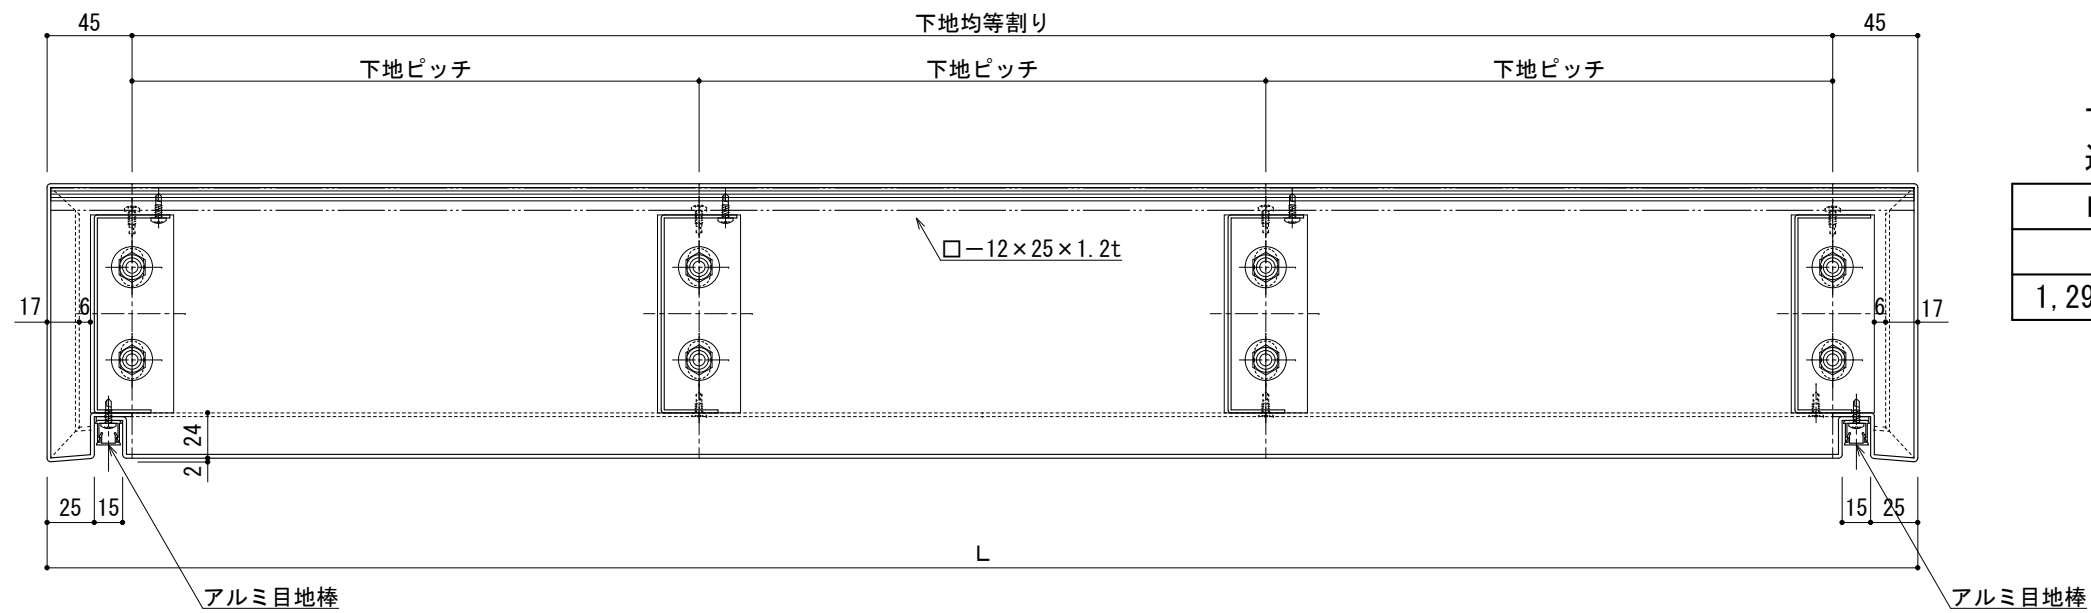 45 下地均等割り 45
下地ピッチ 下地ピッチ 下地ピッチ
ロ−12×25×1.2t
17 6 6 17
1,29
24
2
25 15 15 25
L
アルミ目地棒 アルミ目地棒